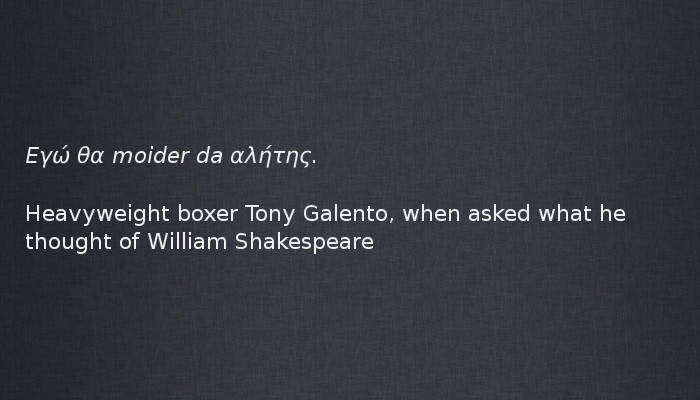 Εγώ θα moider da αλήτης.
Heavyweight boxer Tony Galento, when asked what he
thought of William Shakespeare